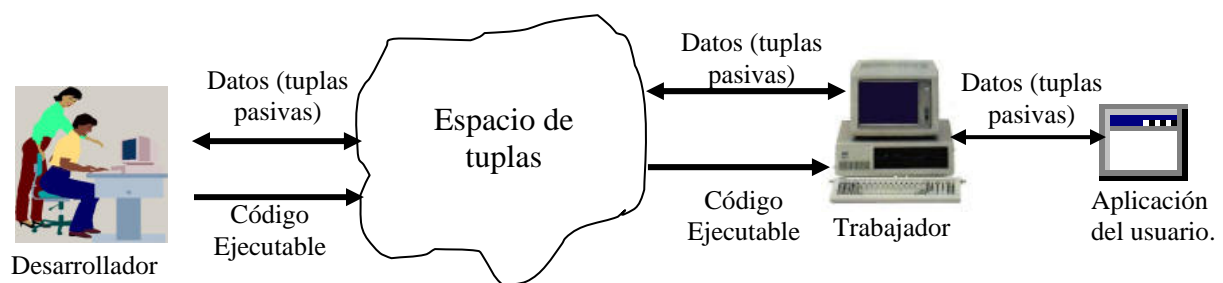 Datos (tuplas
pasivas)
Código
Ejecutable
Desarrollador
Espacio de
tuplas
Datos (tuplas
pasivas)
Código
Ejecutable
Trabajador
Datos (tuplas
pasivas)
Aplicación
del usuario.